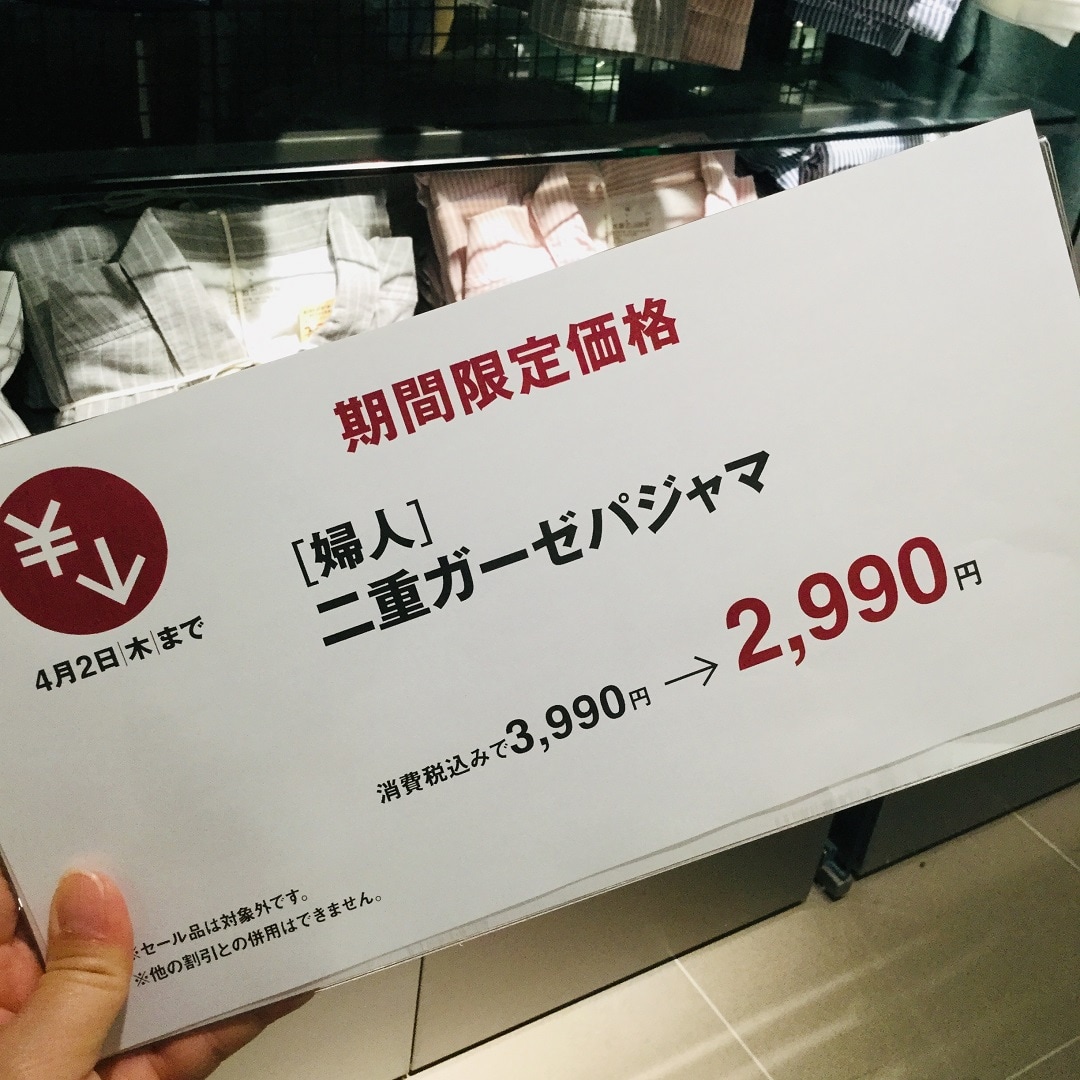 期間限定価格
¥
4月2日|木|まで
[婦人]
二重ガーゼパジャマ
消費税込みで3,990円→2,990円
※セール品は対象外です。
※他の割引との併用はできません。